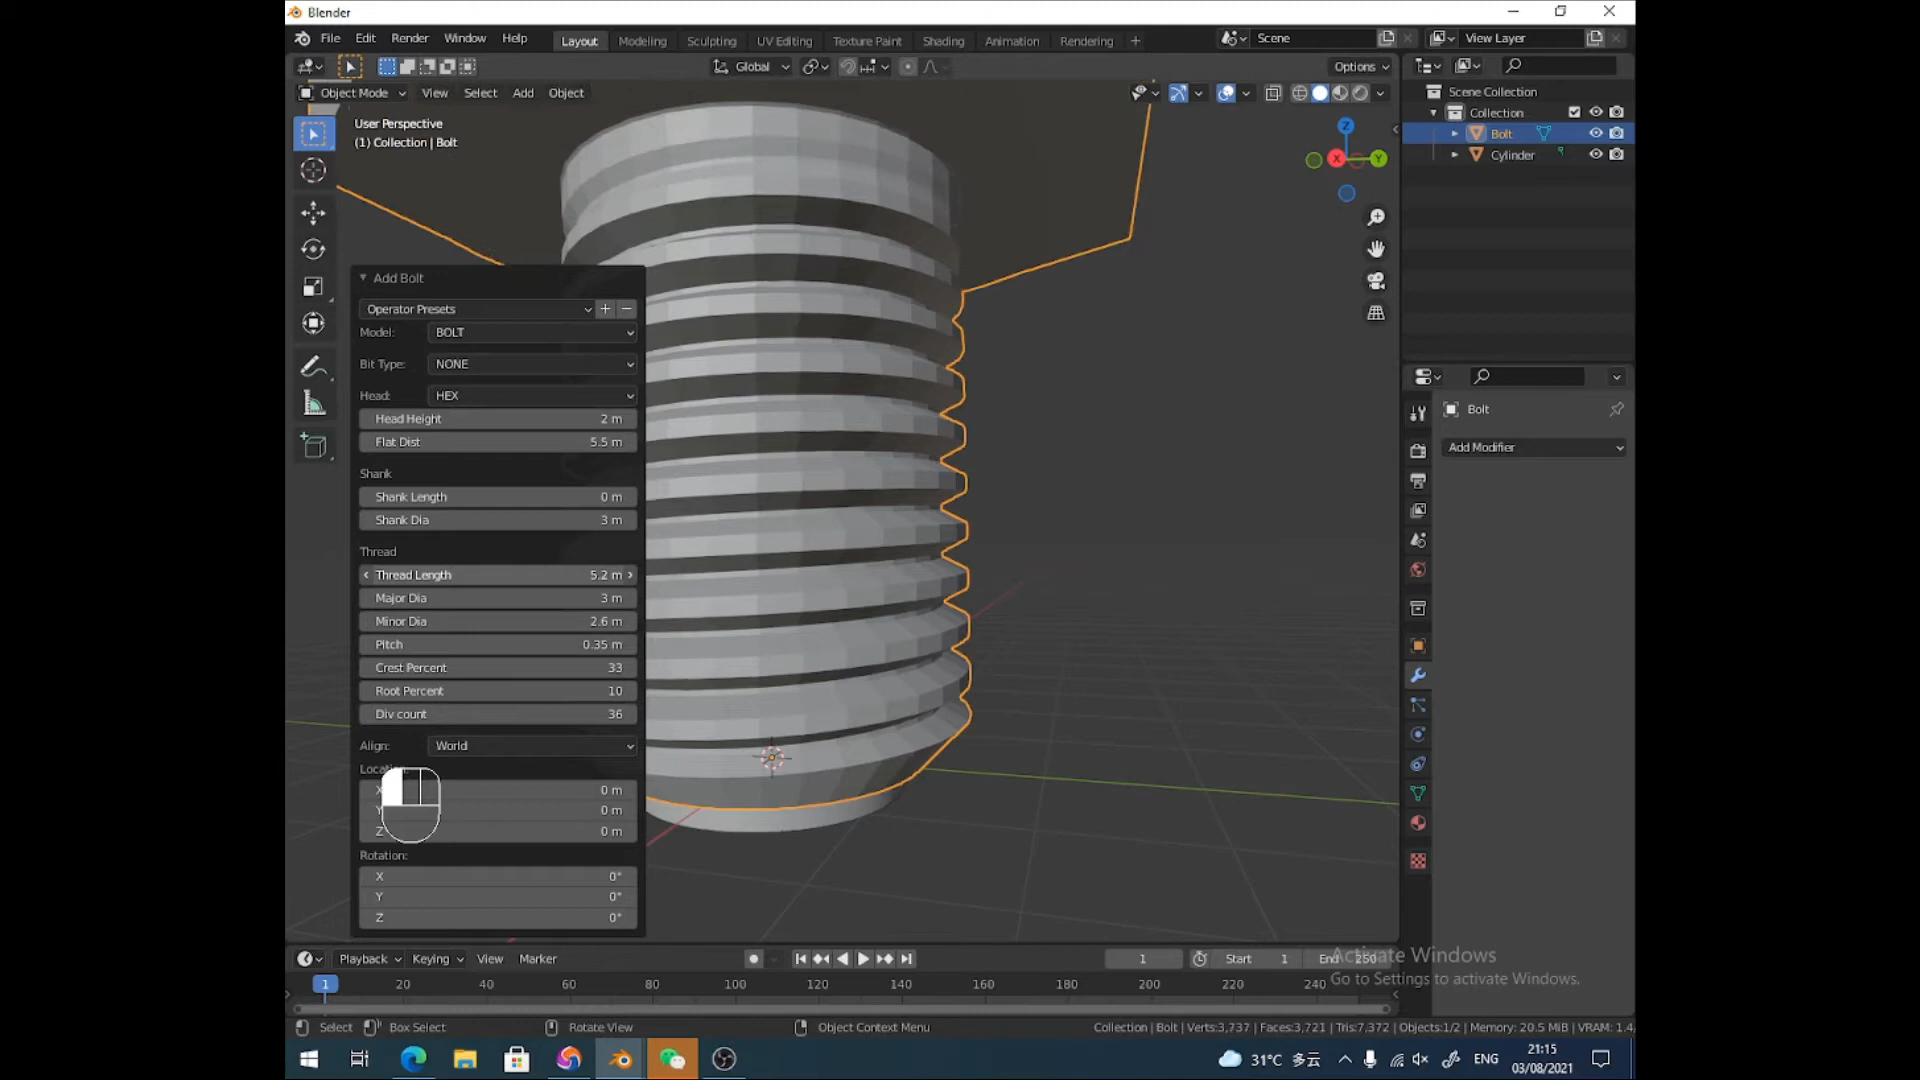 Blender
File Edit Render Window Help
Layout Modeling Sculpting UV Editing Texture Paint Shading Animation Rendering +
Scene
View Layer
Global
Options
Object Mode View Select Add Object
User Perspective
(1) Collection | Bolt
Z
X
Y
Scene Collection
Collection
Bolt
Cylinder
Add Bolt
Operator Presets
Model: BOLT
Bit Type: NONE
Head: HEX
Head Height 2 m
Flat Dist 5.5 m
Shank
Shank Length 0 m
Shank Dia 3 m
Thread
Thread Length 5.2 m
Major Dia 3 m
Minor Dia 2.6 m
Pitch 0.35 m
Crest Percent 33
Root Percent 10
Div count 36
Align: World
X 0 m
Y 0 m
Z 0 m
Rotation:
X 0°
Y 0°
Z 0°
Bolt
Add Modifier
Playback Keying View Marker
1 Start 1 End 250
1 20 40 60 80 100 120 140 160 180 200 220 240
Activate Windows
Go to Settings to activate Windows.
Select Box Select Rotate View Object Context Menu
Collection | Bolt | Verts:3,737 | Faces:3,721 | Tris:7,372 | Objects:1/2 | Memory: 20.5 MiB | VRAM: 1.4
31°C 多云
ENG
21:15
03/08/2021